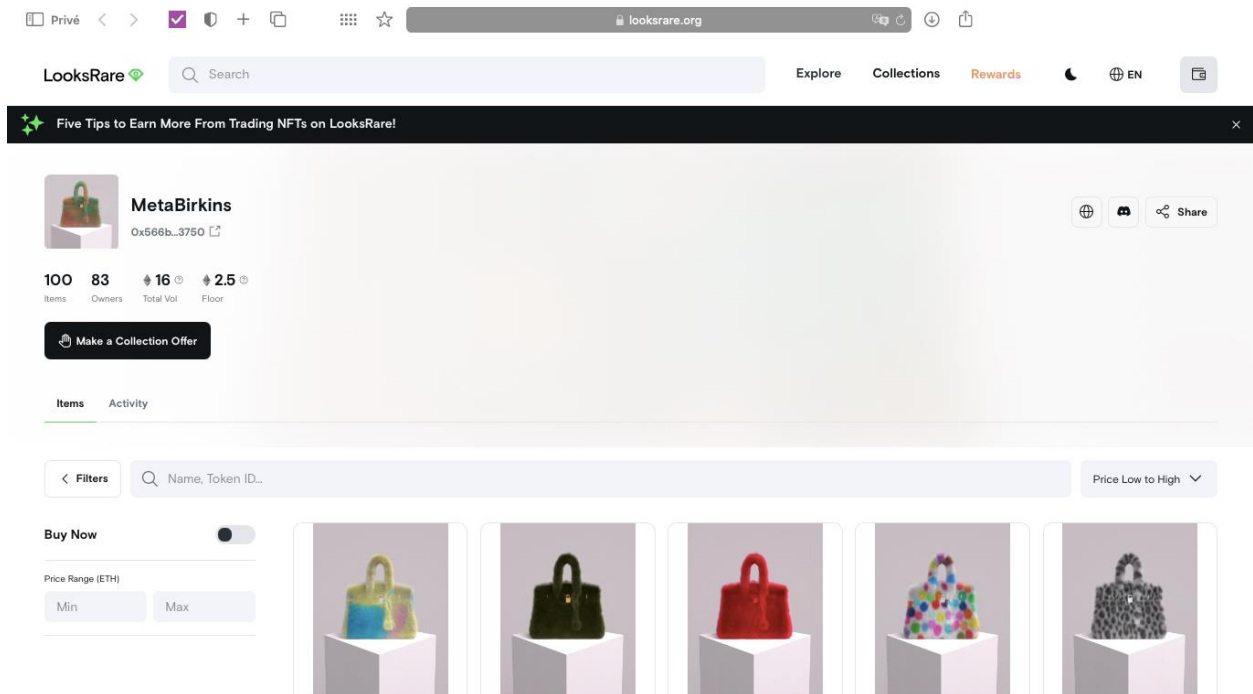 Privé
looksrare.org
LooksRare
Search
Explore
Collections
Rewards
EN
Five Tips to Earn More From Trading NFTs on LooksRare!
MetaBirkins
0x566b...3750
Share
100 83 16 2.5
Items Owners Total Vol Floor
Make a Collection Offer
Items Activity
Filters
Name, Token ID...
Price Low to High
Buy Now
Price Range (ETH)
Min Max